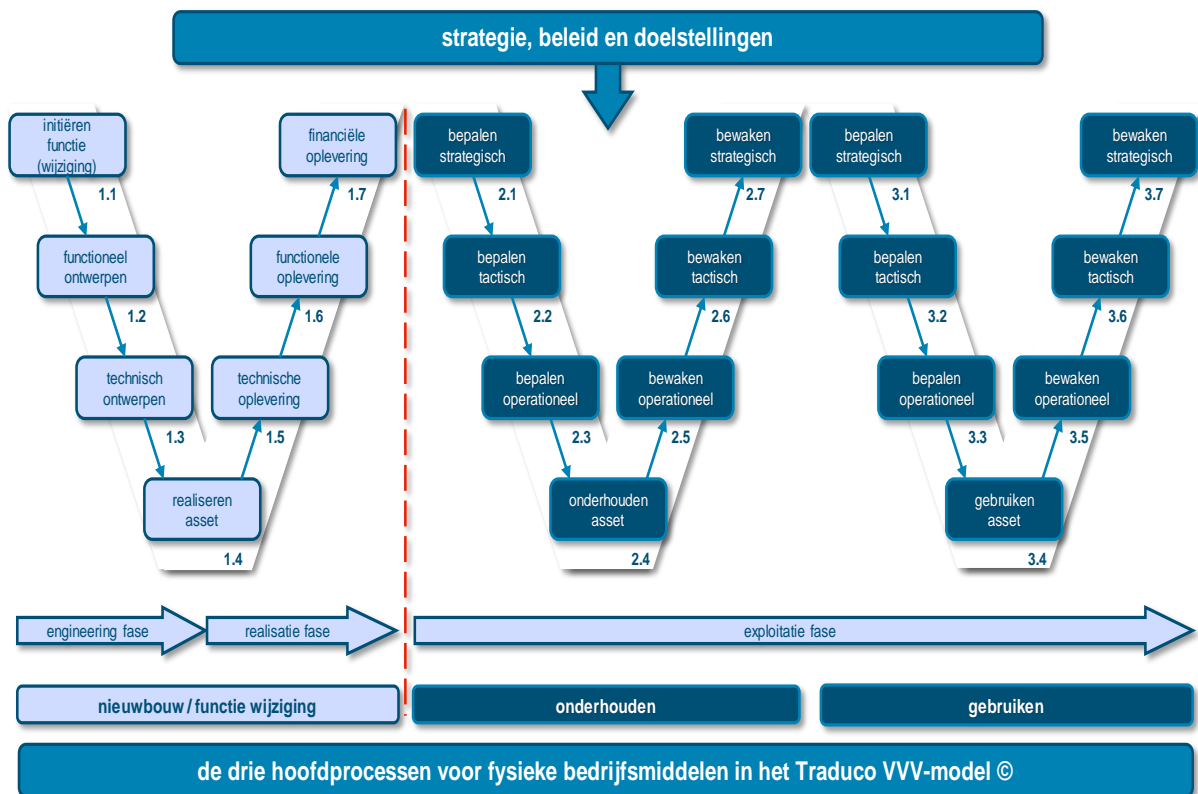 strategie, beleid en doelstellingen
initiëren
functie
(wijziging)
1.1
functioneel
ontwerpen
1.2
technisch
ontwerpen
1.3
realiseren
asset
1.4
technische
oplevering
1.5
functionele
oplevering
1.6
financiële
oplevering
1.7
bepalen
strategisch
2.1
bepalen
tactisch
2.2
bepalen
operationeel
2.3
onderhouden
asset
2.4
bewaken
operationeel
2.5
bewaken
tactisch
2.6
bewaken
strategisch
2.7
bepalen
strategisch
3.1
bepalen
tactisch
3.2
bepalen
operationeel
3.3
gebruiken
asset
3.4
bewaken
operationeel
3.5
bewaken
tactisch
3.6
bewaken
strategisch
3.7
engineering fase
realisatie fase
exploitatie fase
nieuwbouw / functie wijziging
onderhouden
gebruiken
de drie hoofdprocessen voor fysieke bedrijfsmiddelen in het Traduco VVV-model ©